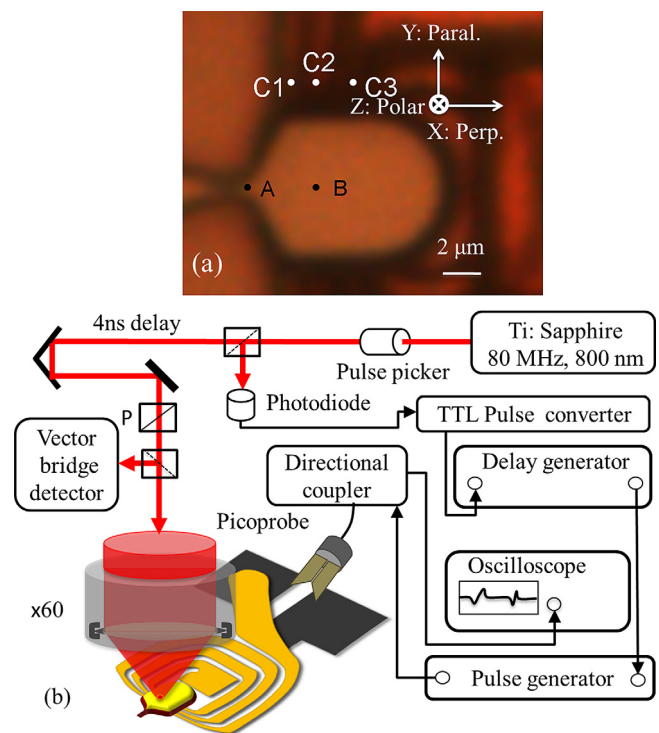 Y: Paral.
C2
C1
C3
Z: Polar
X: Perp.
A
B
2 μm
(a)
4ns delay
Ti: Sapphire
80 MHz, 800 nm
Pulse picker
Photodiode
TTL Pulse converter
P
Vector
bridge
detector
Directional
coupler
Delay generator
Picoprobe
Oscilloscope
x60
(b)
Pulse generator